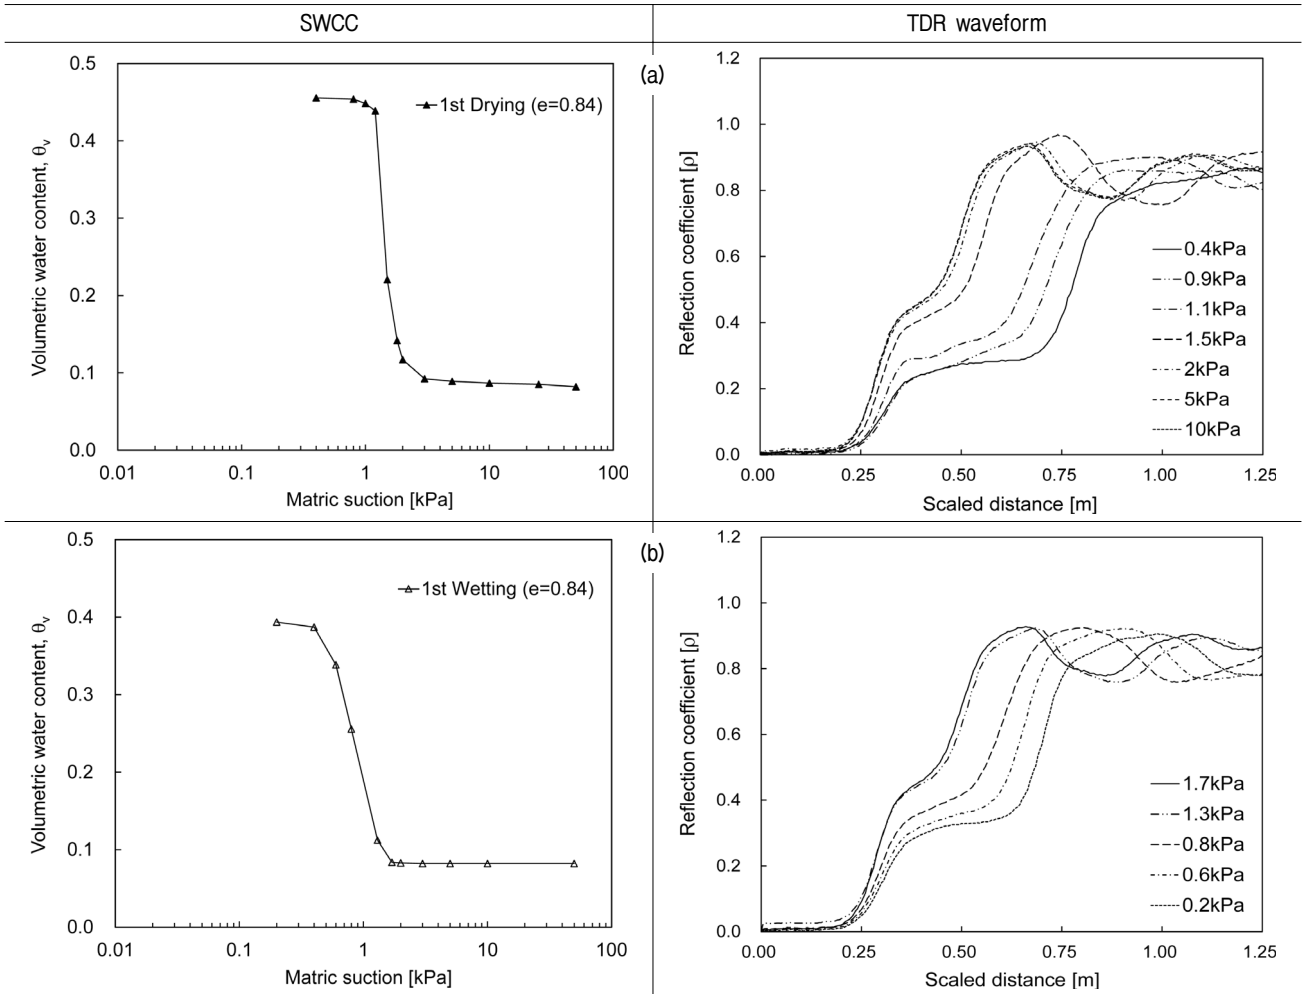 SWCC
TDR waveform
(a)
0.5
0.4
0.3
0.2
0.1
0.0
Volumetric water content, θv
1st Drying (e=0.84)
0.01
0.1
1
10
100
Matric suction [kPa]
1.2
1.0
0.8
0.6
0.4
0.2
0.0
Reflection coefficient [ρ]
0.4kPa
0.9kPa
1.1kPa
1.5kPa
2kPa
5kPa
10kPa
0.00
0.25
0.50
0.75
1.00
1.25
Scaled distance [m]
(b)
0.5
0.4
0.3
0.2
0.1
0.0
Volumetric water content, θv
1st Wetting (e=0.84)
0.01
0.1
1
10
100
Matric suction [kPa]
1.2
1.0
0.8
0.6
0.4
0.2
0.0
Reflection coefficient [ρ]
1.7kPa
1.3kPa
0.8kPa
0.6kPa
0.2kPa
0.00
0.25
0.50
0.75
1.00
1.25
Scaled distance [m]